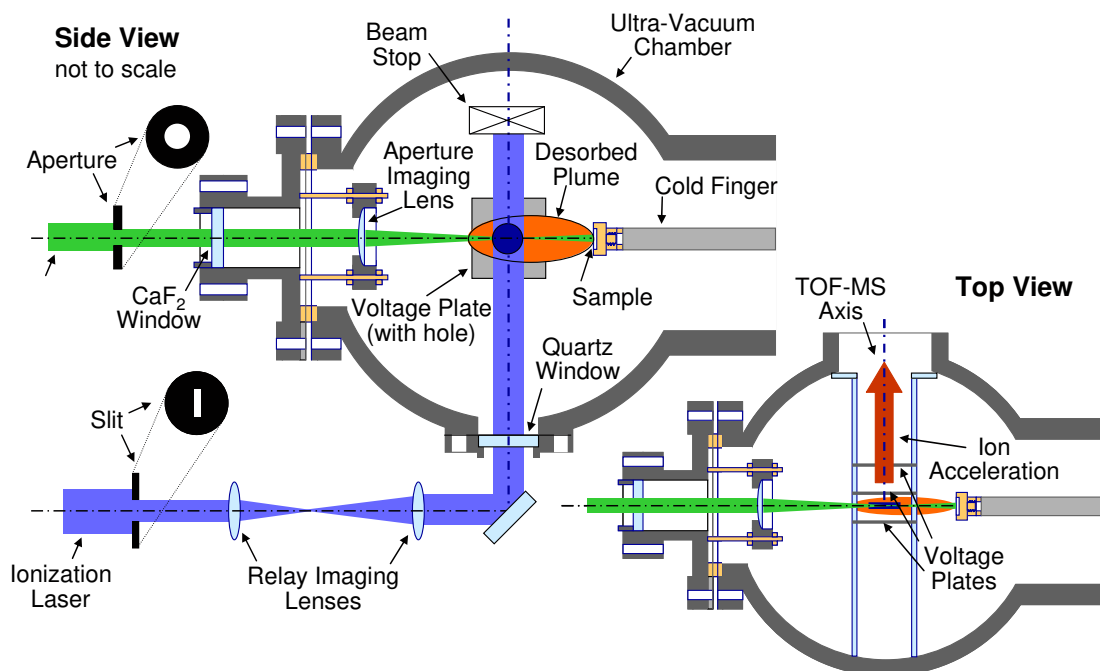 Side View
not to scale
Beam
Stop
Ultra-Vacuum
Chamber
Aperture
Aperture
Imaging
Lens
Desorbed
Plume
Cold Finger
CaF₂
Window
Voltage Plate
(with hole)
Sample
TOF-MS
Axis
Top View
Quartz
Window
Slit
Ion
Acceleration
Ionization
Laser
Relay Imaging
Lenses
Voltage
Plates